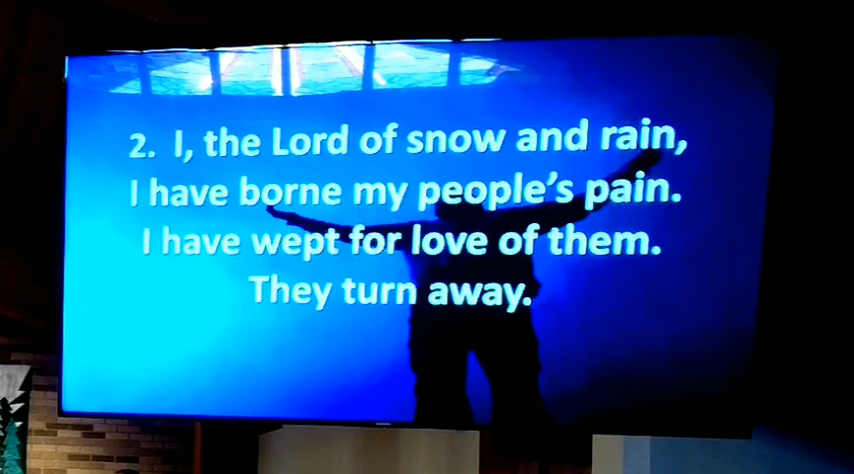 2. I, the Lord of snow and rain,
I have borne my people's pain.
I have wept for love of them.
They turn away.